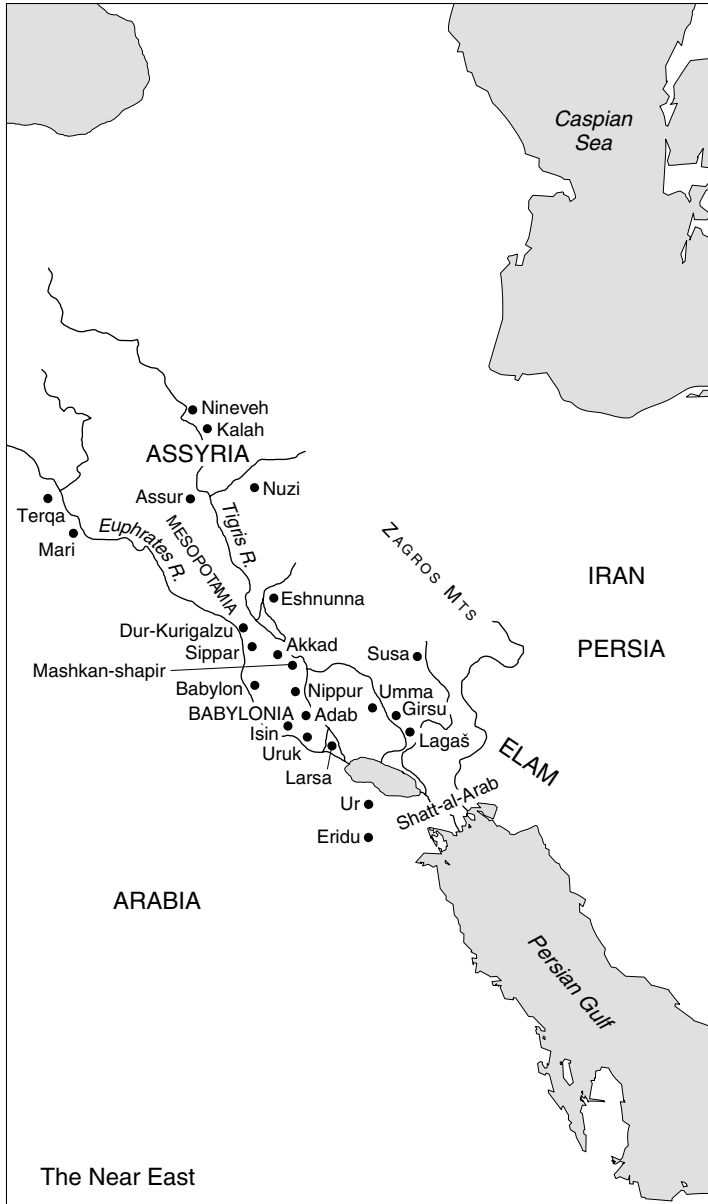 Caspian
Sea
Nineveh
Kalah
ASSYRIA
Assur
Nuzi
Terqa
Mari
Euphrates R.
MESOPOTAMIA
Tigris R.
ZAGROS MTS
IRAN
Eshnunna
Dur-Kurigalzu
Sippar
Akkad
PERSIA
Mashkan-shapir
Susa
Babylon
Nippur
Umma
Girsu
BABYLONIA
Adab
Isin
Lagaš
Uruk
Larsa
ELAM
Ur
Shatt-al-Arab
Eridu
ARABIA
Persian Gulf
The Near East